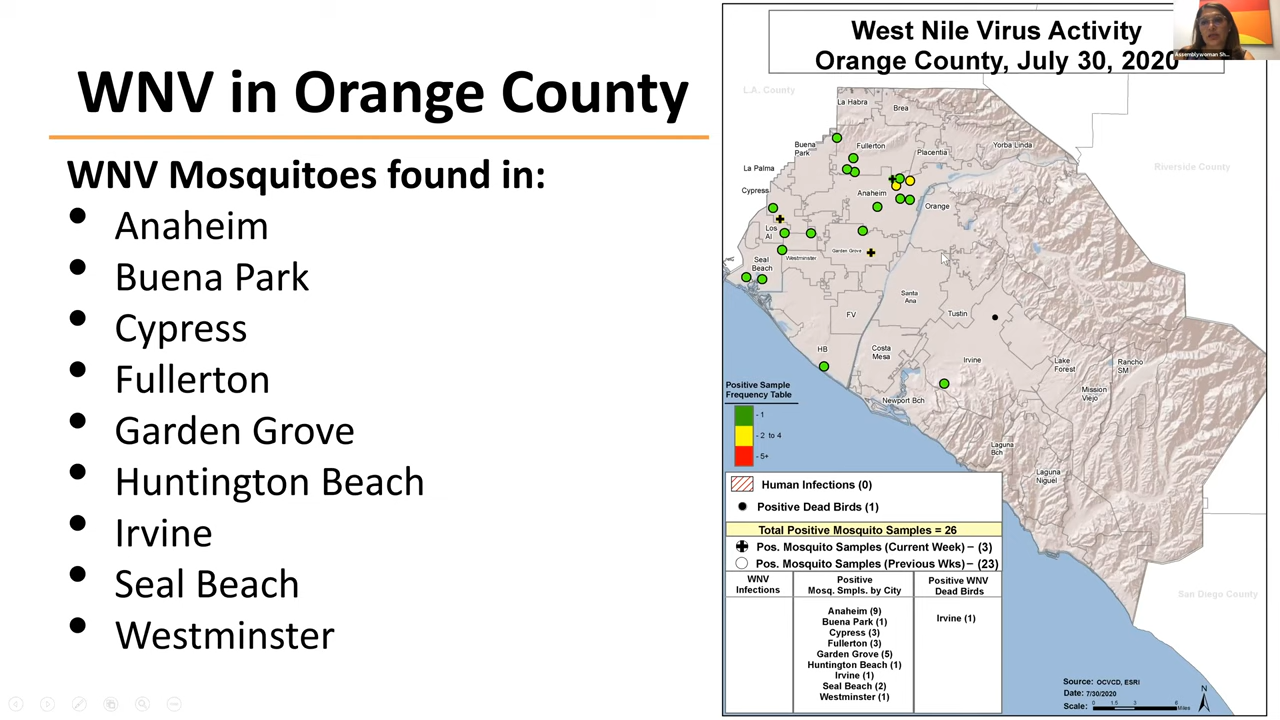 WNV in Orange County
WNV Mosquitoes found in:
• Anaheim
• Buena Park
• Cypress
• Fullerton
• Garden Grove
• Huntington Beach
• Irvine
• Seal Beach
• Westminster
West Nile Virus Activity
Orange County, July 30, 2020
Assemblywoman Sh...
L.A. County
La Habra
Brea
Buena
Park
Fullerton
Placentia
Yorba Linda
La Palma
Riverside County
Cypress
Anaheim
Orange
Los
Al
Garden Grove
Westminster
Seal
Beach
Santa
Ana
FV
Tustin
HB
Costa
Mesa
Irvine
Lake
Forest
Rancho
SM
Mission
Viejo
Newport Bch
Laguna
Bch
Laguna
Niguel
San Diego County
Positive Sample
Frequency Table
- 1
- 2 to 4
- 5+
Human Infections (0)
Positive Dead Birds (1)
Total Positive Mosquito Samples = 26
Pos. Mosquito Samples (Current Week) – (3)
Pos. Mosquito Samples (Previous Wks) – (23)
WNV
Infections
Positive
Mosq. Smpls. by City
Anaheim (9)
Buena Park (1)
Cypress (3)
Fullerton (3)
Garden Grove (5)
Huntington Beach (1)
Irvine (1)
Seal Beach (2)
Westminster (1)
Positive WNV
Dead Birds
Irvine (1)
Source: OCVCD, ESRI
Date: 7/30/2020
Scale: 0 1.5 3 6 Miles
N